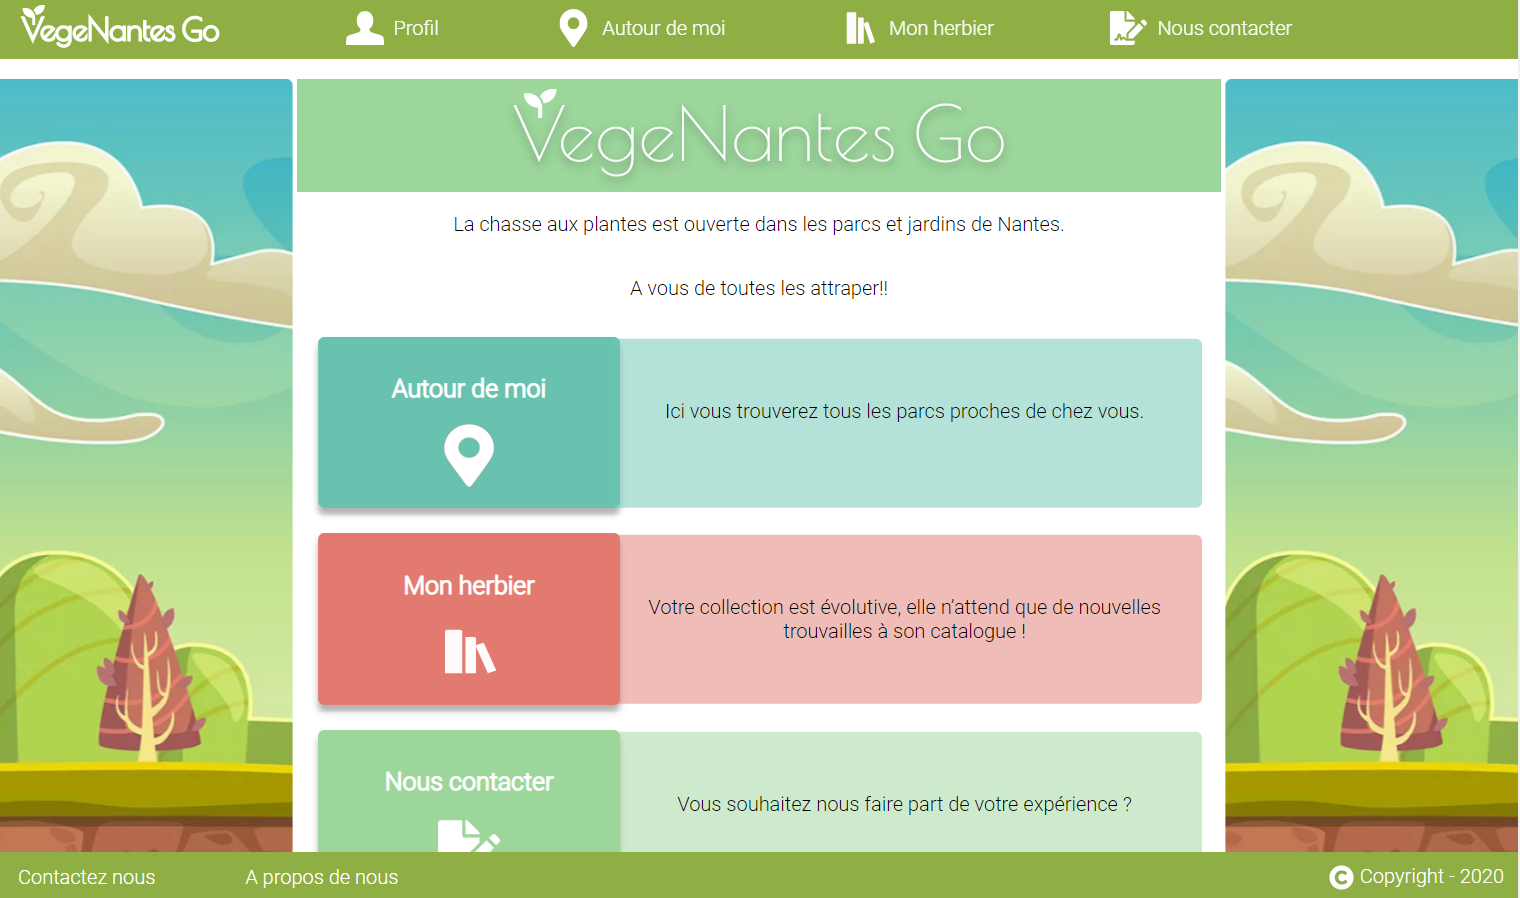 VegeNantes Go
Profil
Autour de moi
Mon herbier
Nous contacter
VegeNantes Go
La chasse aux plantes est ouverte dans les parcs et jardins de Nantes.
A vous de toutes les attraper!!
Autour de moi
Ici vous trouverez tous les parcs proches de chez vous.
Mon herbier
Votre collection est évolutive, elle n’attend que de nouvelles
trouvailles à son catalogue !
Nous contacter
Vous souhaitez nous faire part de votre expérience ?
Contactez nous
A propos de nous
© Copyright - 2020